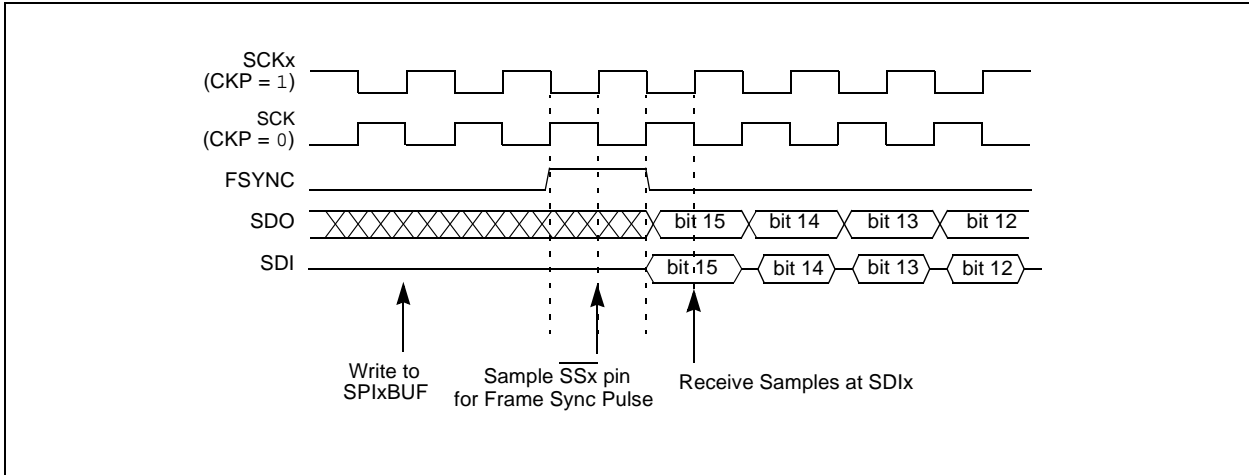 SCKx
(CKP = 1)
SCK
(CKP = 0)
FSYNC
SDO
bit 15 bit 14 bit 13 bit 12
SDI
bit 15 bit 14 bit 13 bit 12
Write to
SPIxBUF
Sample SSx pin
for Frame Sync Pulse
Receive Samples at SDIx